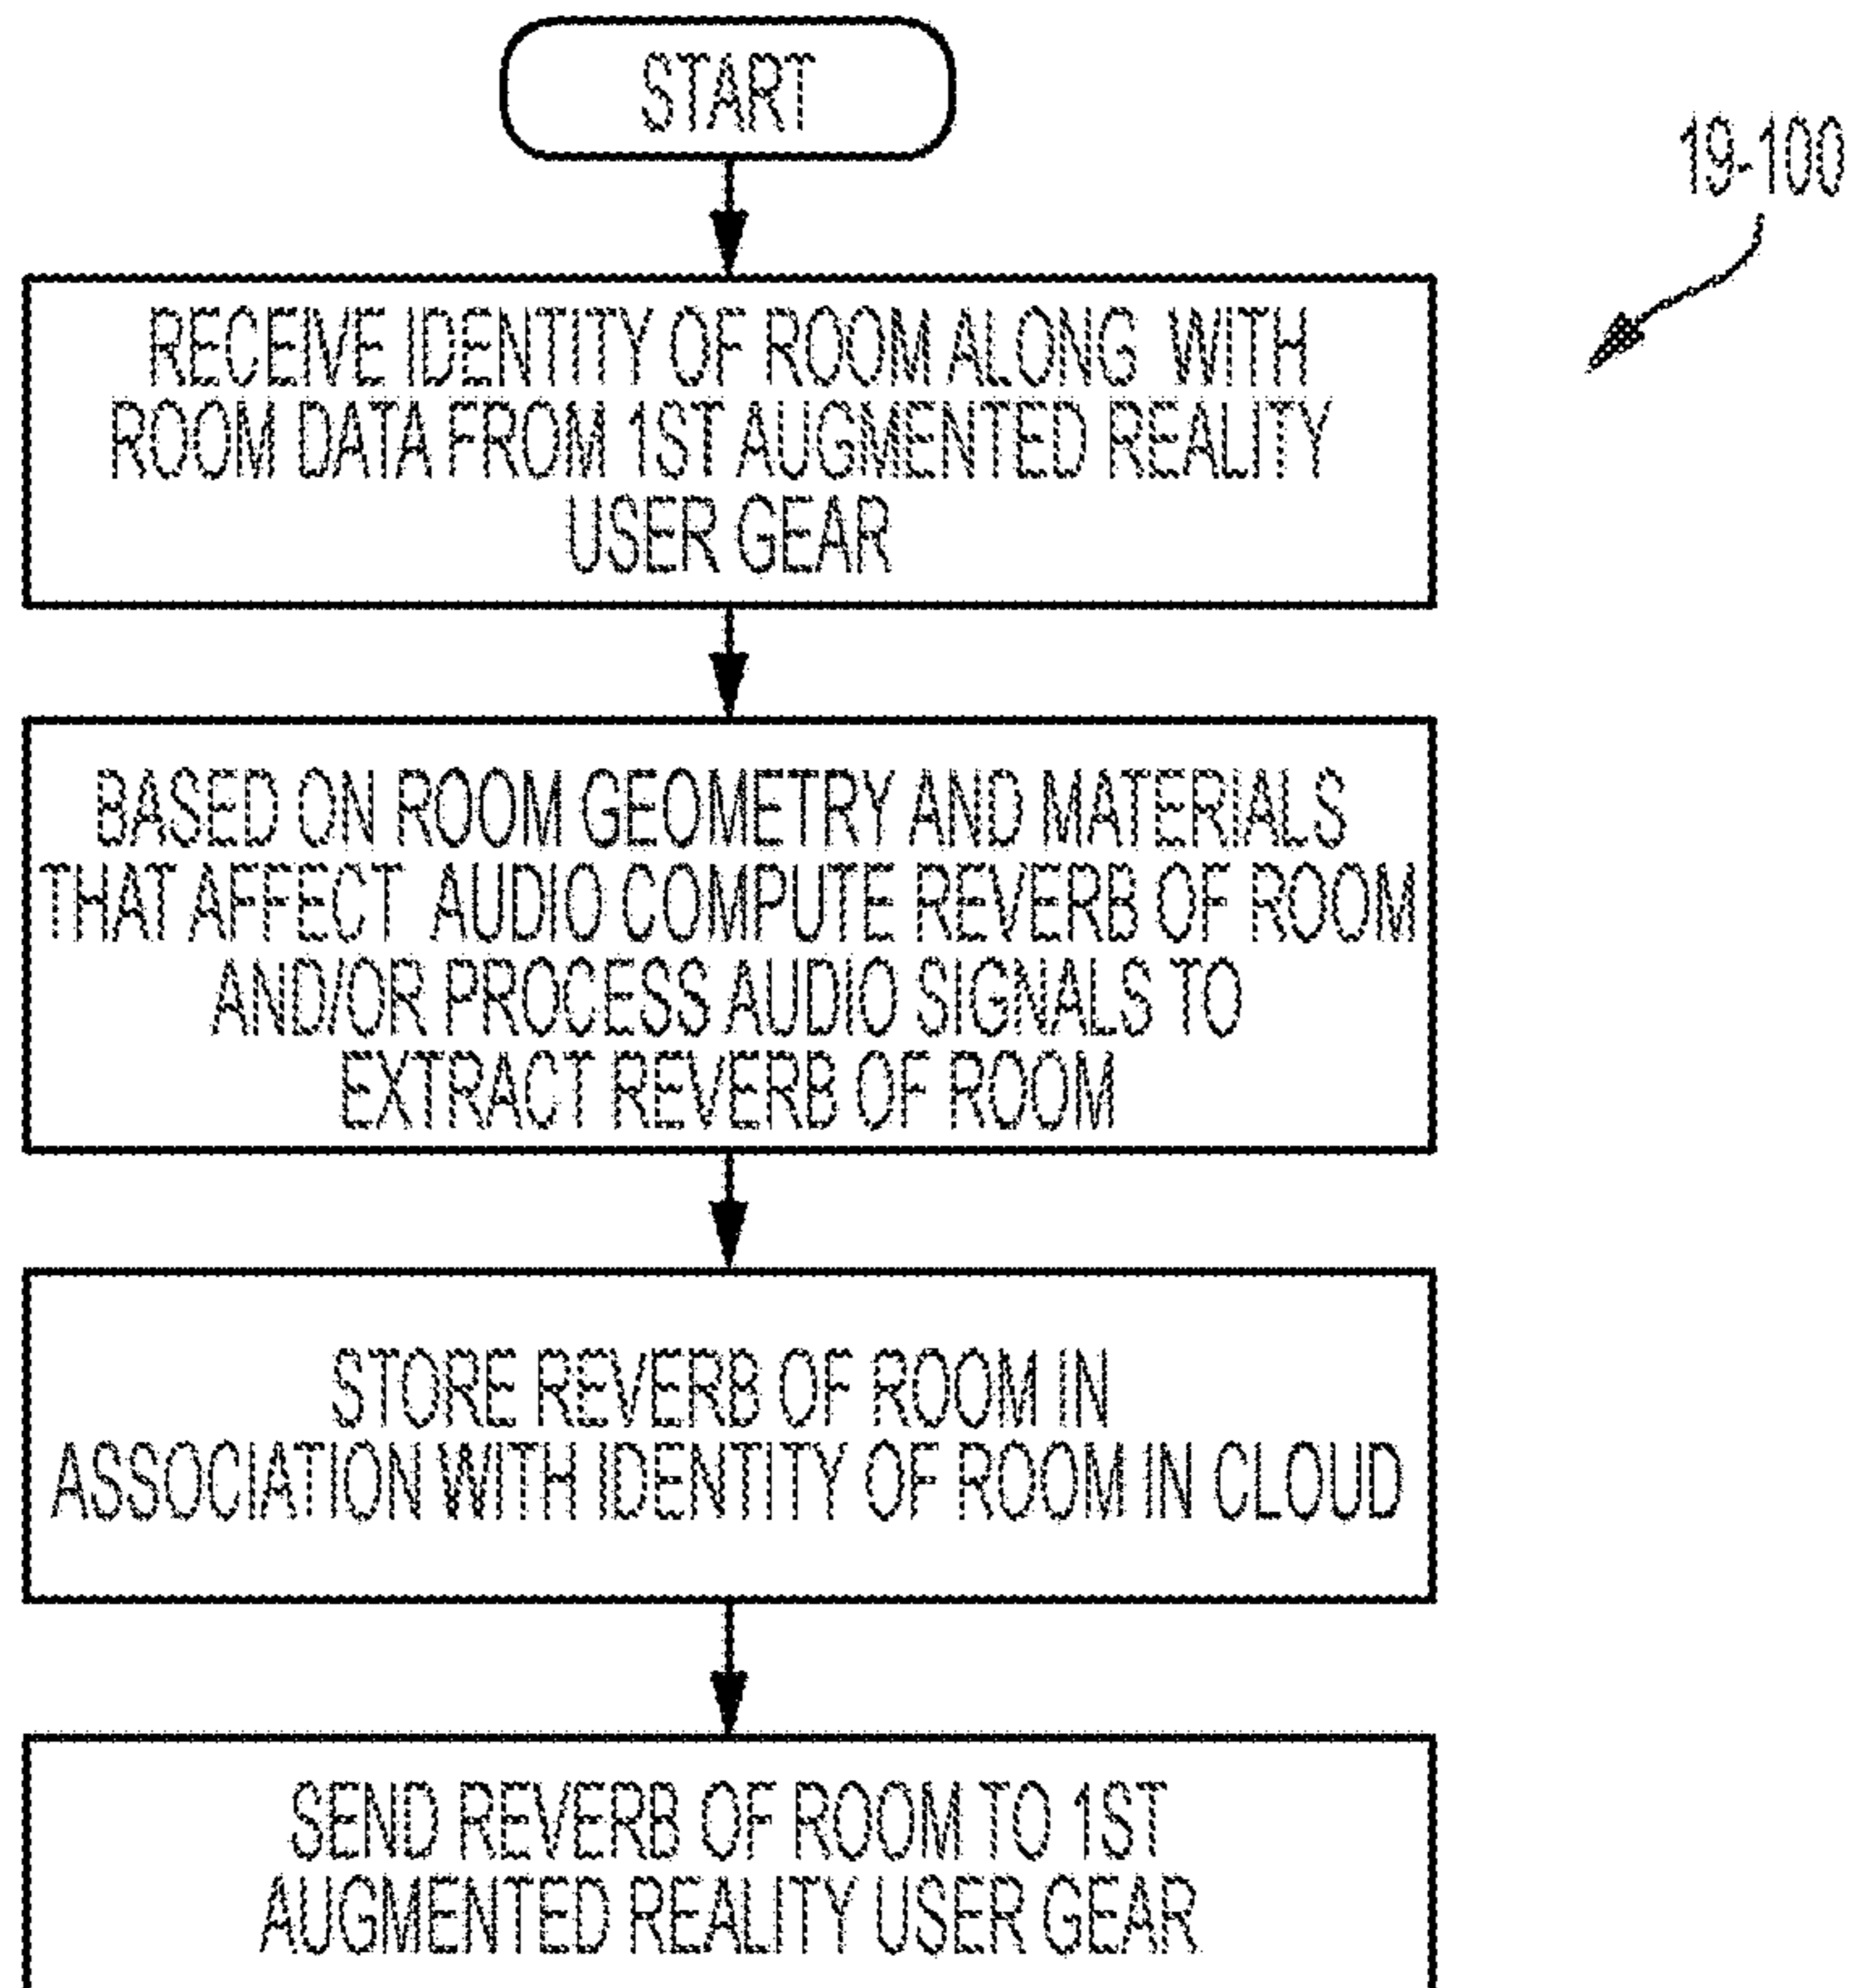 START
19-100
RECEIVE IDENTITY OF ROOM ALONG WITH
ROOM DATA FROM 1ST AUGMENTED REALITY
USER GEAR
BASED ON ROOM GEOMETRY AND MATERIALS
THAT AFFECT AUDIO COMPUTE REVERB OF ROOM
AND/OR PROCESS AUDIO SIGNALS TO
EXTRACT REVERB OF ROOM
STORE REVERB OF ROOM IN
ASSOCIATION WITH IDENTITY OF ROOM IN CLOUD
SEND REVERB OF ROOM TO 1ST
AUGMENTED REALITY USER GEAR